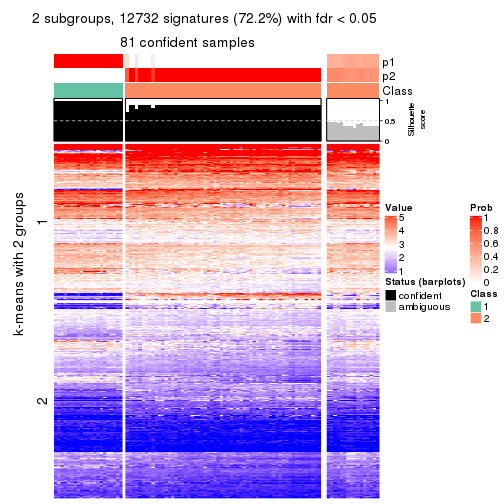 2 subgroups, 12732 signatures (72.2%) with fdr < 0.05
81 confident samples
p1
p2
Class
1
0.5
0
Silhouette
score
k-means with 2 groups
1
2
Value
5
4
3
2
1
Status (barplots)
confident
ambiguous
Prob
1
0.8
0.6
0.4
0.2
0
Class
1
2